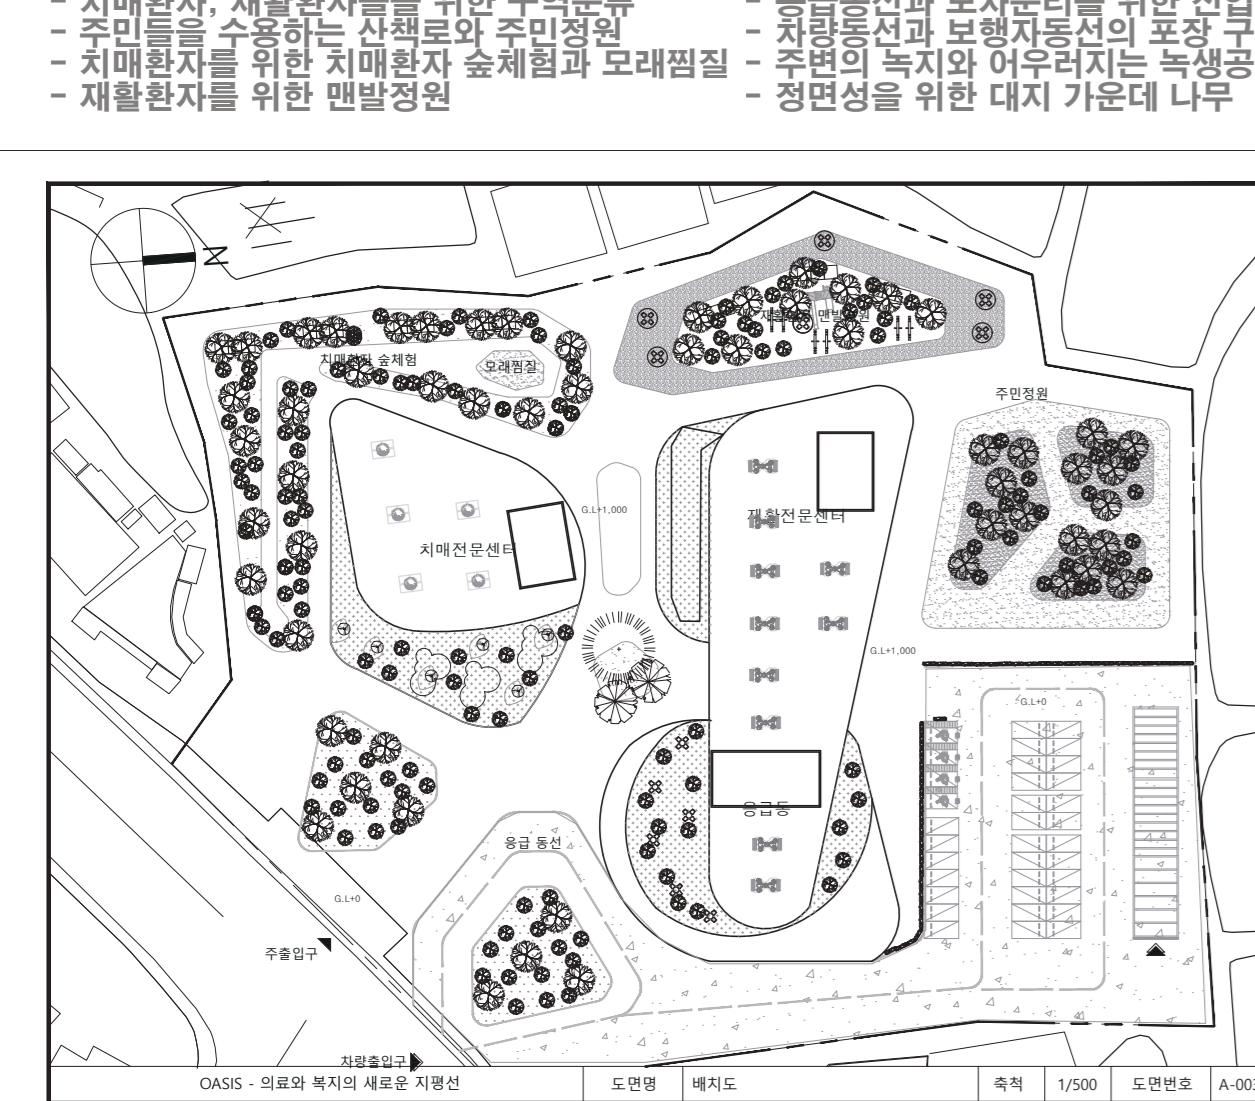 - 치매환자, 재활환자들을 위한 구역분류
- 주민들을 수용하는 산책로와 주민정원
- 치매환자를 위한 치매환자 숲체험과 모래찜질
- 재활환자를 위한 맨발정원
- 응급동선과 보차분리를 위한 진입
- 차량동선과 보행자동선의 포장 구
- 주변의 녹지와 어우러지는 녹생공
- 정면성을 위한 대지 가운데 나무
N
재활환자 맨발정원
치매환자 숲체험
모래찜질
주민정원
G.L+1,000
재활전문센터
치매전문센터
G.L+1,000
G.L+0
응급동
응급 동선
G.L+0
주출입구
차량출입구
OASIS - 의료와 복지의 새로운 지평선
도면명
배치도
축척
1/500
도면번호
A-003